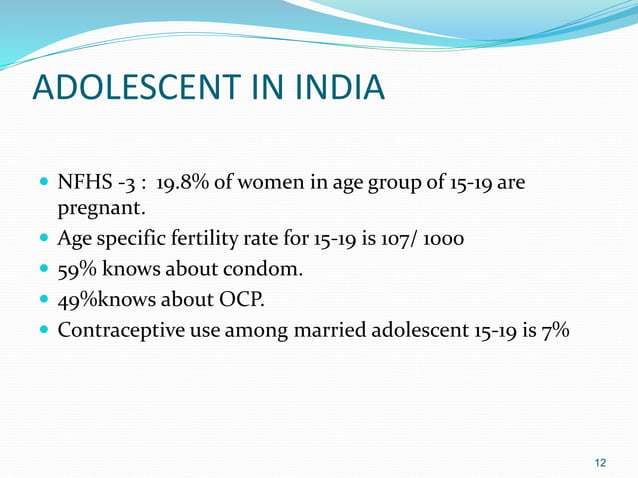 ADOLESCENT IN INDIA
• NFHS -3 : 19.8% of women in age group of 15-19 are
pregnant.
• Age specific fertility rate for 15-19 is 107/ 1000
• 59% knows about condom.
• 49%knows about OCP.
• Contraceptive use among married adolescent 15-19 is 7%
12